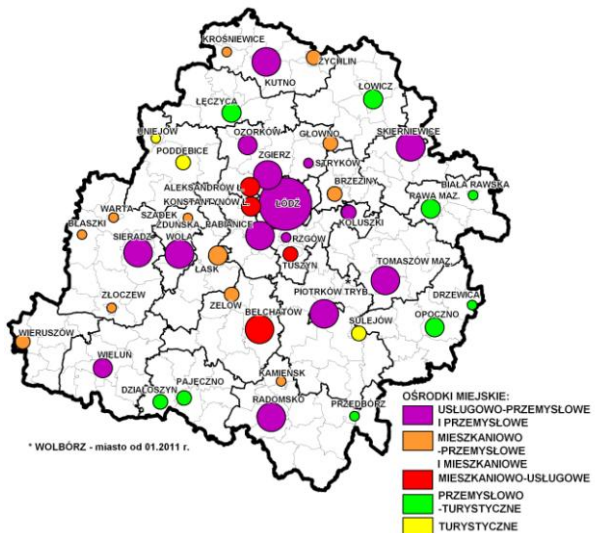 KROŚNIEWICE
ŻYCHLIN
KUTNO
ŁOWICZ
ŁĘCZYCA
UNIEJÓW
OZORKÓW
GŁOWNO
SKIERNIEWICE
PODDĘBICE
ZGIERZ
STRYKÓW
ALEKSANDRÓW Ł.
BRZEZINY
BIAŁA RAWSKA
RAWA MAZ.
KONSTANTYNÓW Ł.
ŁÓDŹ
WARTA
SZADEK
BŁASZKI
ZDUŃSKA
WOLA
PABIANICE
KOLUSZKI
SIERADZ
RZGÓW
ŁASK
TUSZYN
TOMASZÓW MAZ.
*
ZŁOCZEW
ZELÓW
PIOTRKÓW TRYB.
DRZEWICA
BEŁCHATÓW
SULEJÓW
OPOCZNO
WIERUSZÓW
WIELUŃ
KAMIEŃSK
DZIAŁOSZYN
PAJĘCZNO
RADOMSKO
PRZEDBÓRZ
* WOLBÓRZ - miasto od 01.2011 r.
OŚRODKI MIEJSKIE:
USŁUGOWO-PRZEMYSŁOWE
I PRZEMYSŁOWE
MIESZKANIOWO
-PRZEMYSŁOWE
I MIESZKANIOWE
MIESZKANIOWO-USŁUGOWE
PRZEMYSŁOWO
-TURYSTYCZNE
TURYSTYCZNE